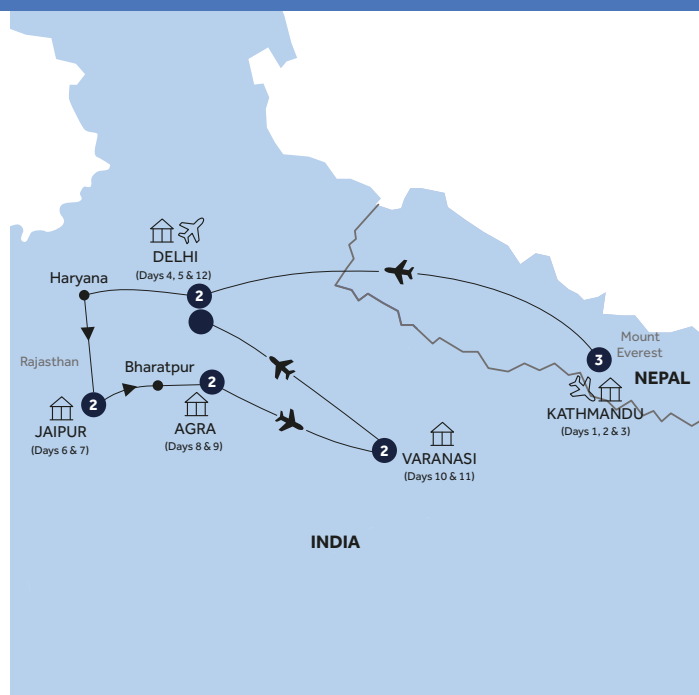 DELHI
(Days 4, 5 & 12)
Haryana
2
Mount
Everest
3
Rajasthan
Bharatpur
NEPAL
2
2
KATHMANDU
(Days 1, 2 & 3)
JAIPUR
(Days 6 & 7)
AGRA
(Days 8 & 9)
2
VARANASI
(Days 10 & 11)
INDIA